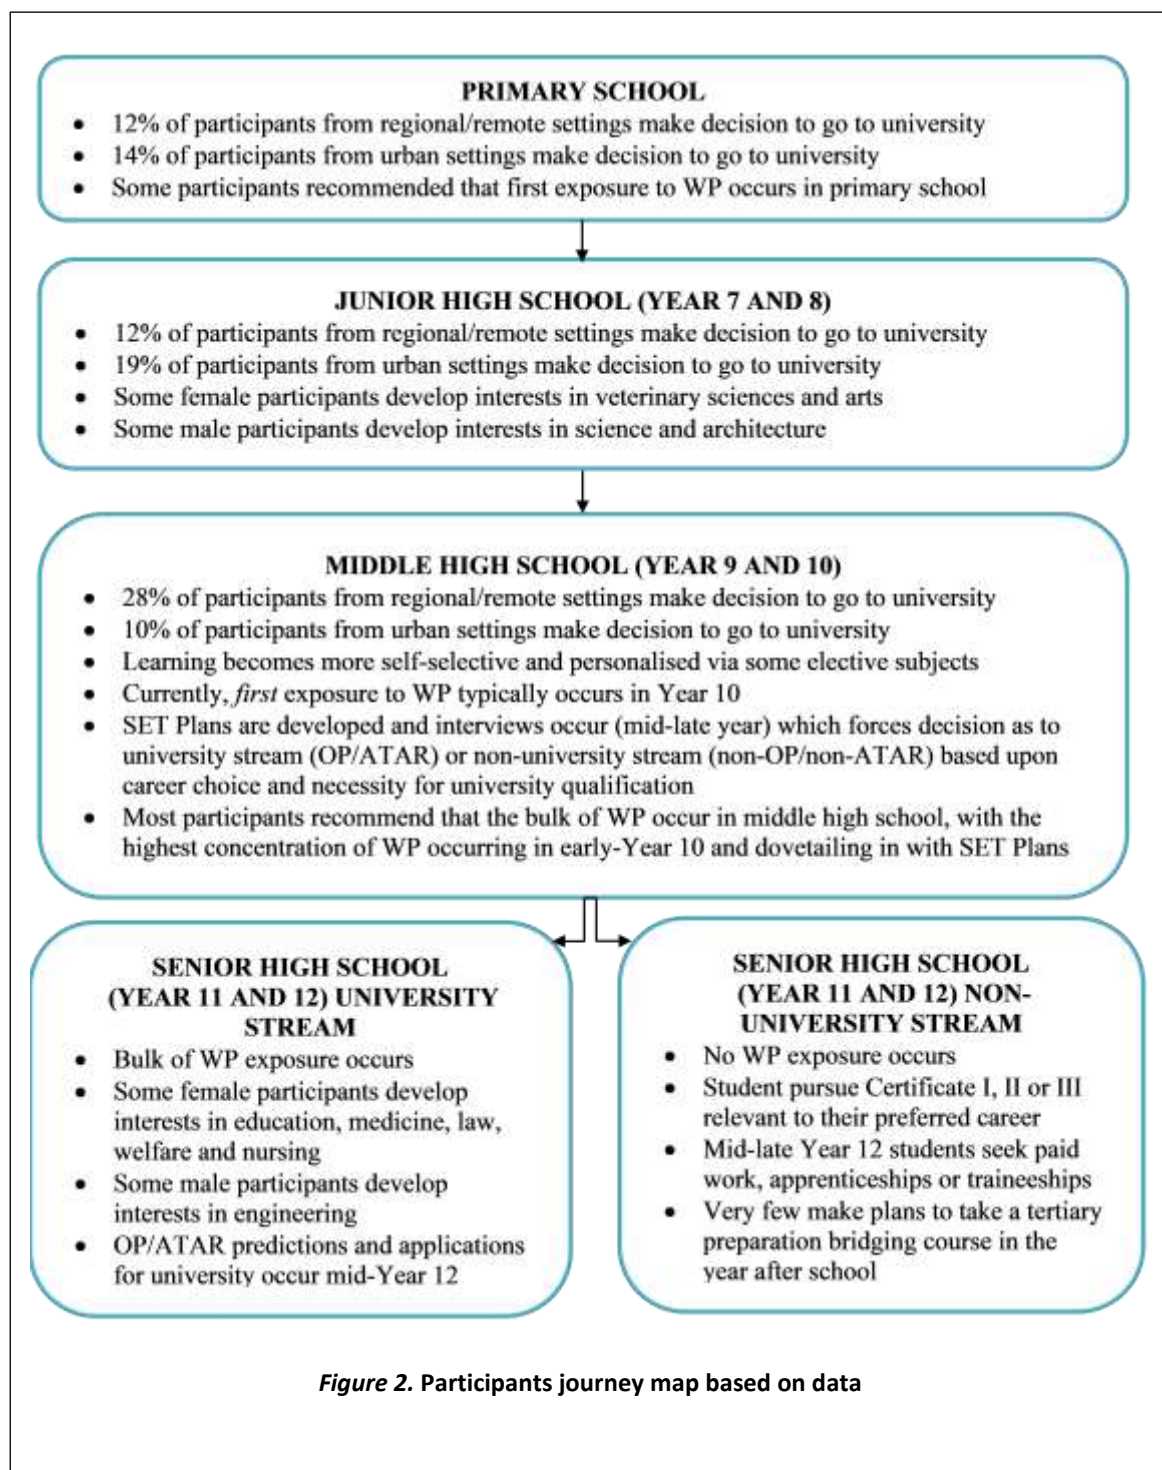 PRIMARY SCHOOL
• 12% of participants from regional/remote settings make decision to go to university
• 14% of participants from urban settings make decision to go to university
• Some participants recommended that first exposure to WP occurs in primary school
JUNIOR HIGH SCHOOL (YEAR 7 AND 8)
• 12% of participants from regional/remote settings make decision to go to university
• 19% of participants from urban settings make decision to go to university
• Some female participants develop interests in veterinary sciences and arts
• Some male participants develop interests in science and architecture
MIDDLE HIGH SCHOOL (YEAR 9 AND 10)
• 28% of participants from regional/remote settings make decision to go to university
• 10% of participants from urban settings make decision to go to university
• Learning becomes more self-selective and personalised via some elective subjects
• Currently, first exposure to WP typically occurs in Year 10
• SET Plans are developed and interviews occur (mid-late year) which forces decision as to
university stream (OP/ATAR) or non-university stream (non-OP/non-ATAR) based upon
career choice and necessity for university qualification
• Most participants recommend that the bulk of WP occur in middle high school, with the
highest concentration of WP occurring in early-Year 10 and dovetailing in with SET Plans
SENIOR HIGH SCHOOL
(YEAR 11 AND 12) UNIVERSITY
STREAM
• Bulk of WP exposure occurs
• Some female participants develop
interests in education, medicine, law,
welfare and nursing
• Some male participants develop
interests in engineering
• OP/ATAR predictions and applications
for university occur mid-Year 12
SENIOR HIGH SCHOOL
(YEAR 11 AND 12) NON-
UNIVERSITY STREAM
• No WP exposure occurs
• Student pursue Certificate I, II or III
relevant to their preferred career
• Mid-late Year 12 students seek paid
work, apprenticeships or traineeships
• Very few make plans to take a tertiary
preparation bridging course in the
year after school
Figure 2. Participants journey map based on data